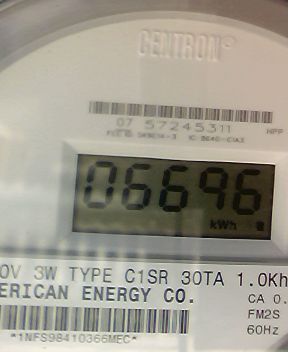 CENTRON®
07 57245311
HPP
06696
kWh
0V 3W TYPE C1SR 30TA 1.0Kh
ERICAN ENERGY CO.
CA 0.
FM2S
60Hz
*1NFS98410366MEC*